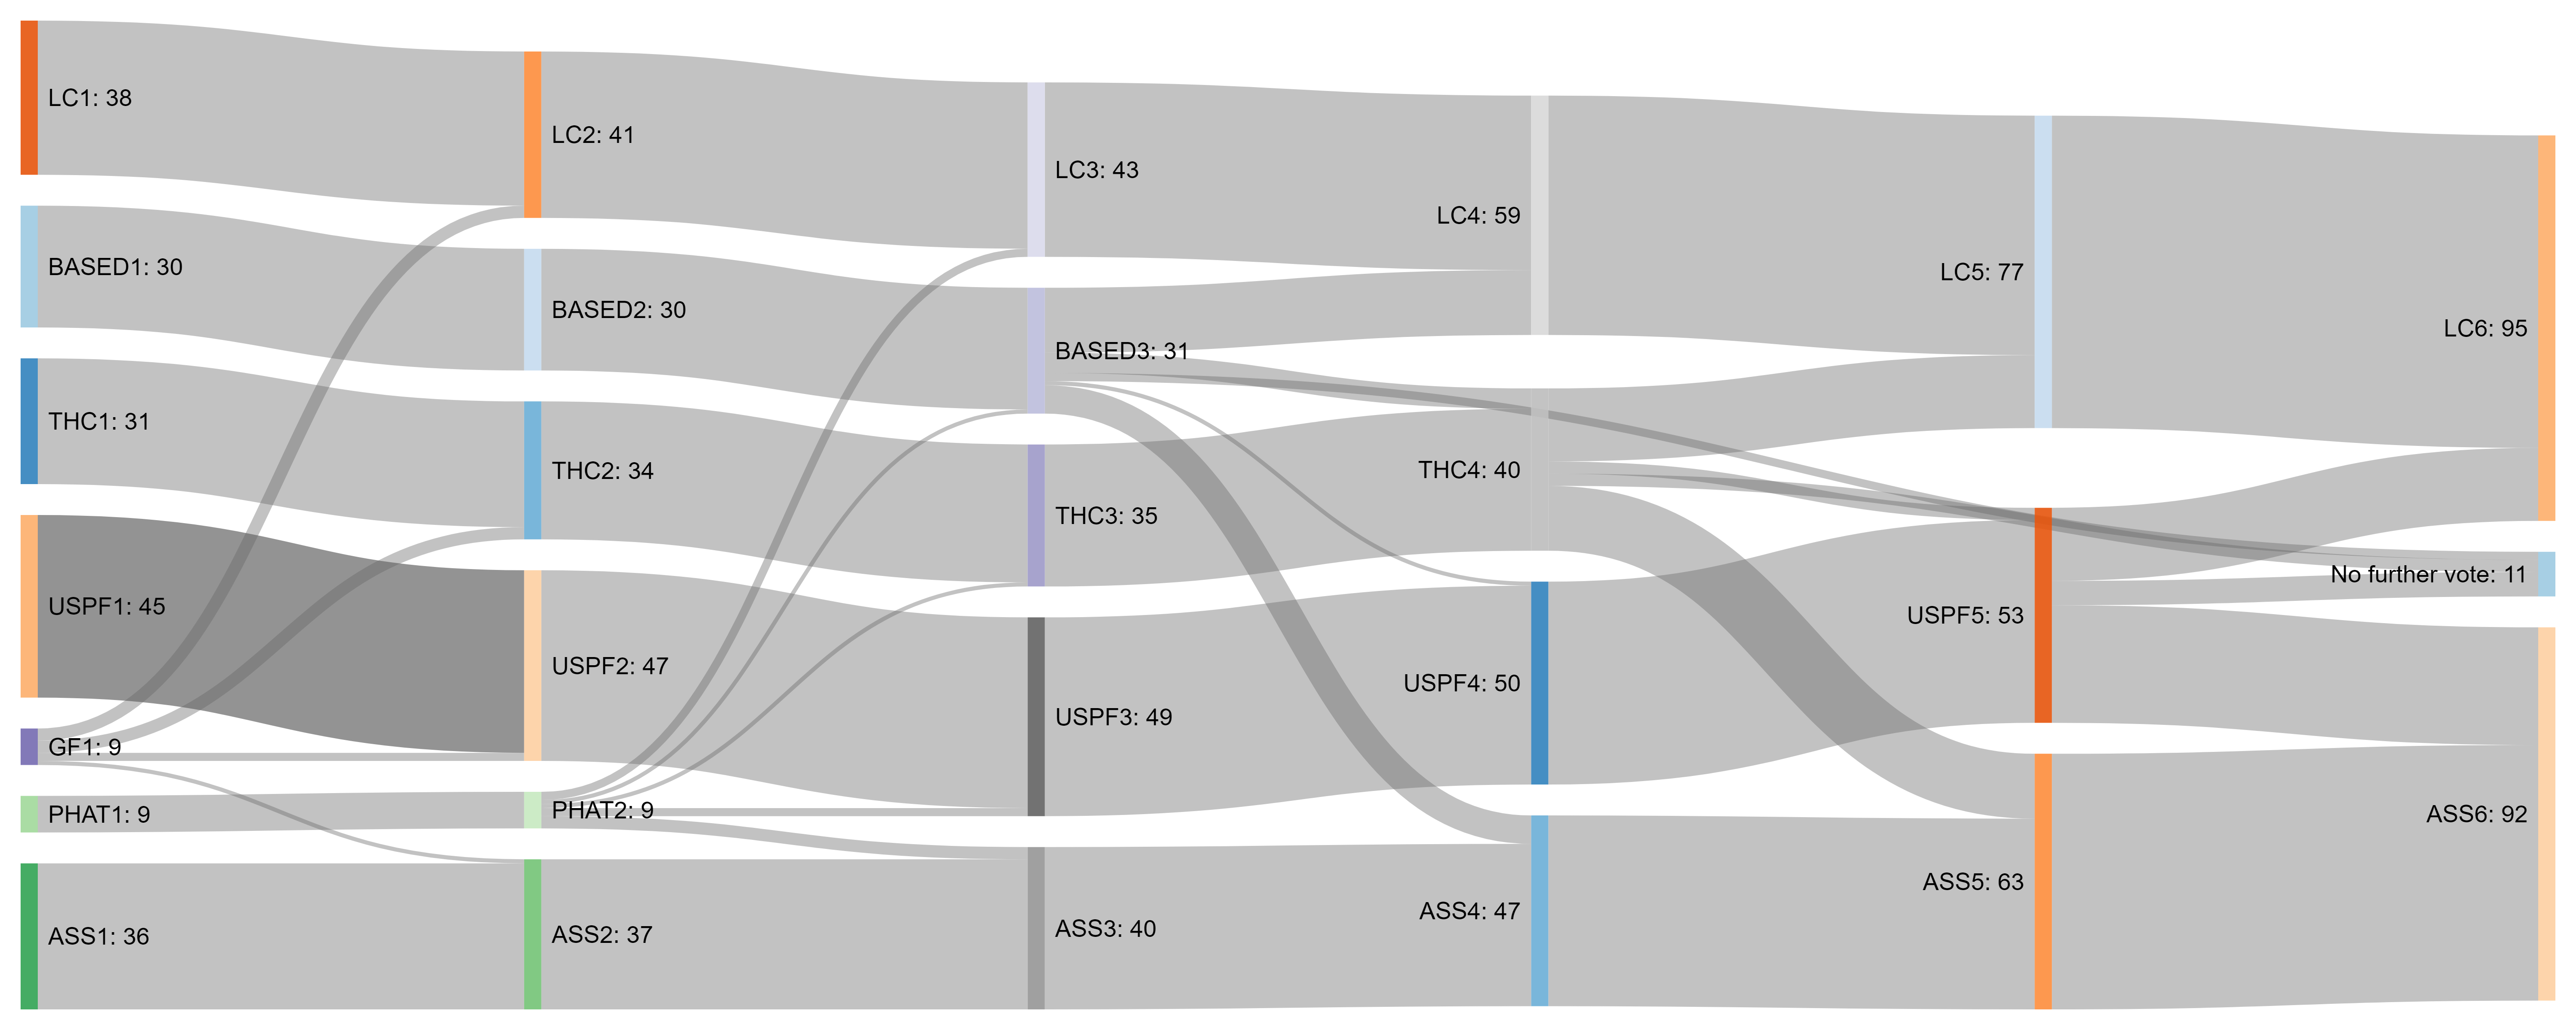 LC1: 38
BASED1: 30
THC1: 31
USPF1: 45
GF1: 9
PHAT1: 9
ASS1: 36
LC2: 41
BASED2: 30
THC2: 34
USPF2: 47
PHAT2: 9
ASS2: 37
LC3: 43
BASED3: 31
THC3: 35
USPF3: 49
ASS3: 40
LC4: 59
THC4: 40
USPF4: 50
ASS4: 47
LC5: 77
USPF5: 53
ASS5: 63
LC6: 95
No further vote: 11
ASS6: 92